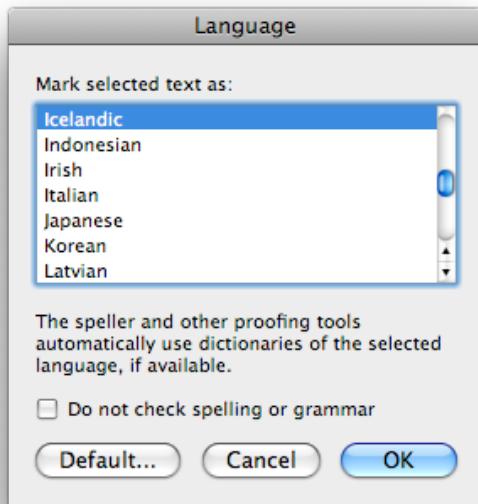 Language
Mark selected text as:
Icelandic
Indonesian
Irish
Italian
Japanese
Korean
Latvian
The speller and other proofing tools
automatically use dictionaries of the selected
language, if available.
Do not check spelling or grammar
Default... Cancel OK